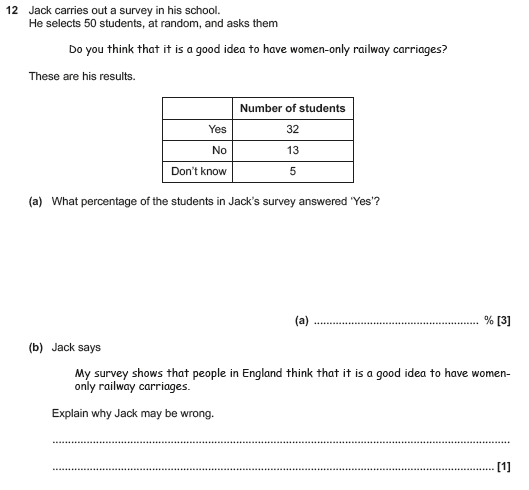 12 Jack carries out a survey in his school.
He selects 50 students, at random, and asks them
Do you think that it is a good idea to have women-only railway carriages?
These are his results.
Number of students
Yes 32
No 13
Don't know 5
(a) What percentage of the students in Jack's survey answered 'Yes'?
(a) ...................................................... % [3]
(b) Jack says
My survey shows that people in England think that it is a good idea to have women-
only railway carriages.
Explain why Jack may be wrong.
..........................................................................................................................
.......................................................................................................................... [1]